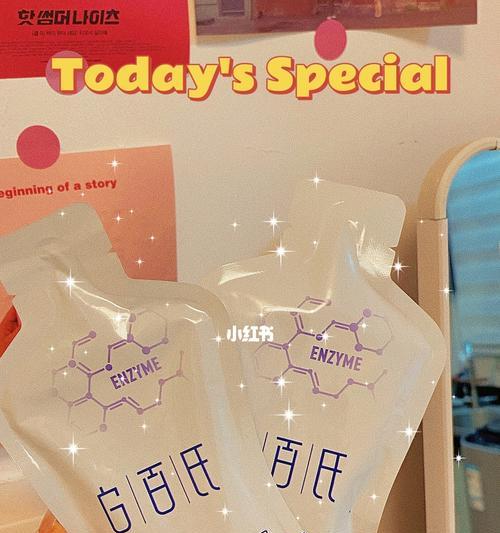 핫썸머나이츠
Today's Special
eginning of a story
小红书
ENZYME
ENZYME
白百氏
百氏